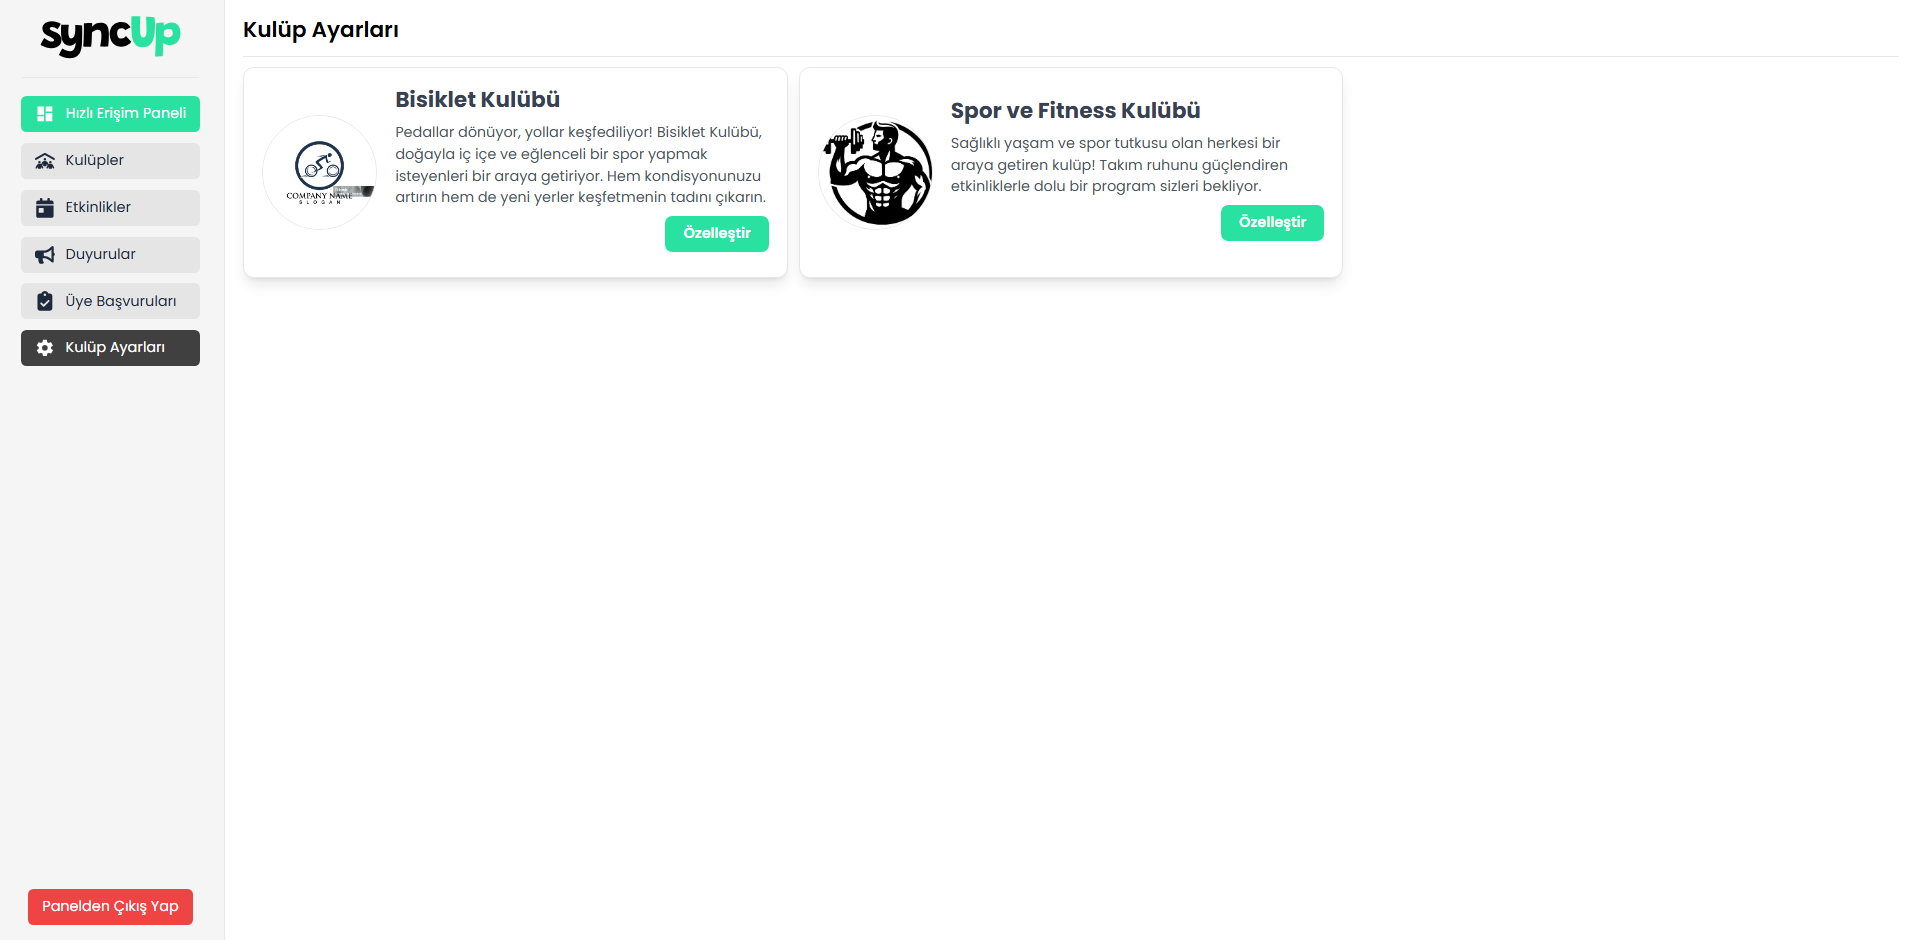 syncUp
Hızlı Erişim Paneli
Kulüpler
Etkinlikler
Duyurular
Üye Başvuruları
Kulüp Ayarları
Panelden Çıkış Yap
Kulüp Ayarları
Bisiklet Kulübü
Pedallar dönüyor, yollar keşfediliyor! Bisiklet Kulübü,
doğayla iç içe ve eğlenceli bir spor yapmak
isteyenleri bir araya getiriyor. Hem kondisyonunuzu
artırın hem de yeni yerler keşfetmenin tadını çıkarın.
COMPANY NAME
SLOGAN
Özelleştir
Spor ve Fitness Kulübü
Sağlıklı yaşam ve spor tutkusu olan herkesi bir
araya getiren kulüp! Takım ruhunu güçlendiren
etkinliklerle dolu bir program sizleri bekliyor.
Özelleştir